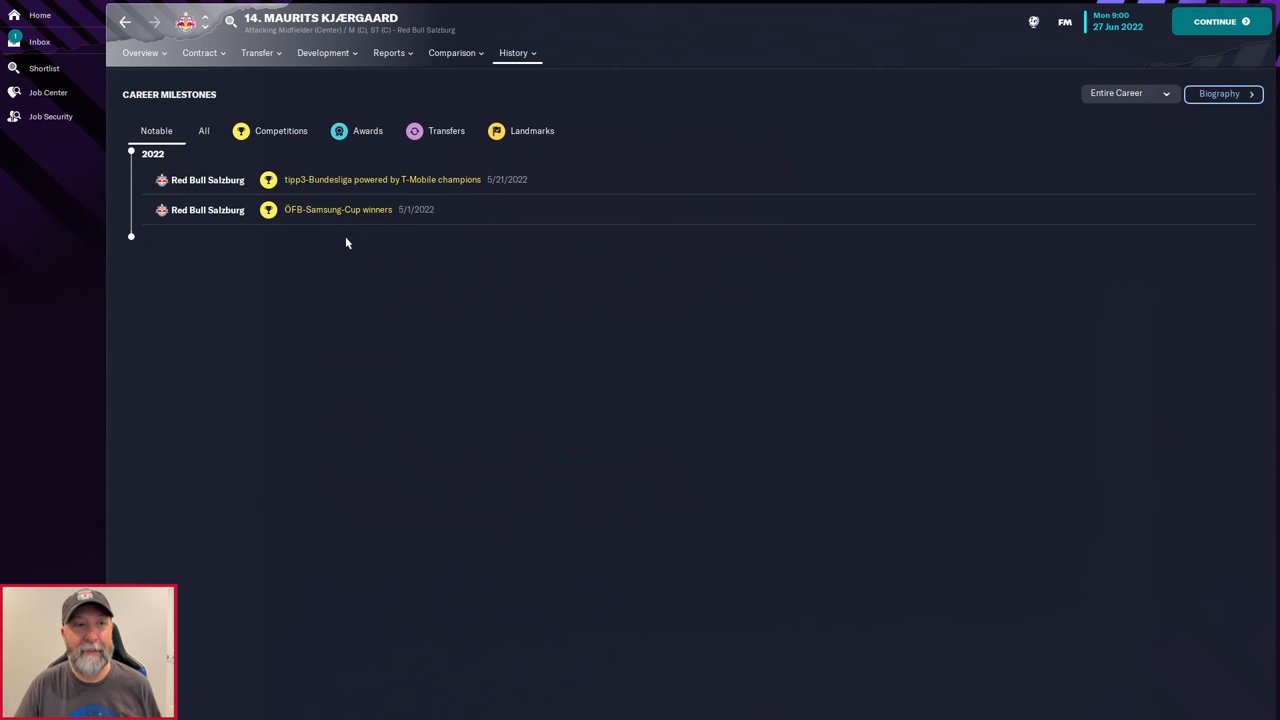 Home
1
Inbox
Shortlist
Job Center
Job Security
14. MAURITS KJÆRGAARD
Attacking Midfielder (Center) / M (C), ST (C) - Red Bull Salzburg
FM
Mon 9:00
27 Jun 2022
CONTINUE
Overview
Contract
Transfer
Development
Reports
Comparison
History
CAREER MILESTONES
Entire Career
Biography
Notable
All
Competitions
Awards
Transfers
Landmarks
2022
Red Bull Salzburg tipp3-Bundesliga powered by T-Mobile champions 5/21/2022
Red Bull Salzburg ÖFB-Samsung-Cup winners 5/1/2022